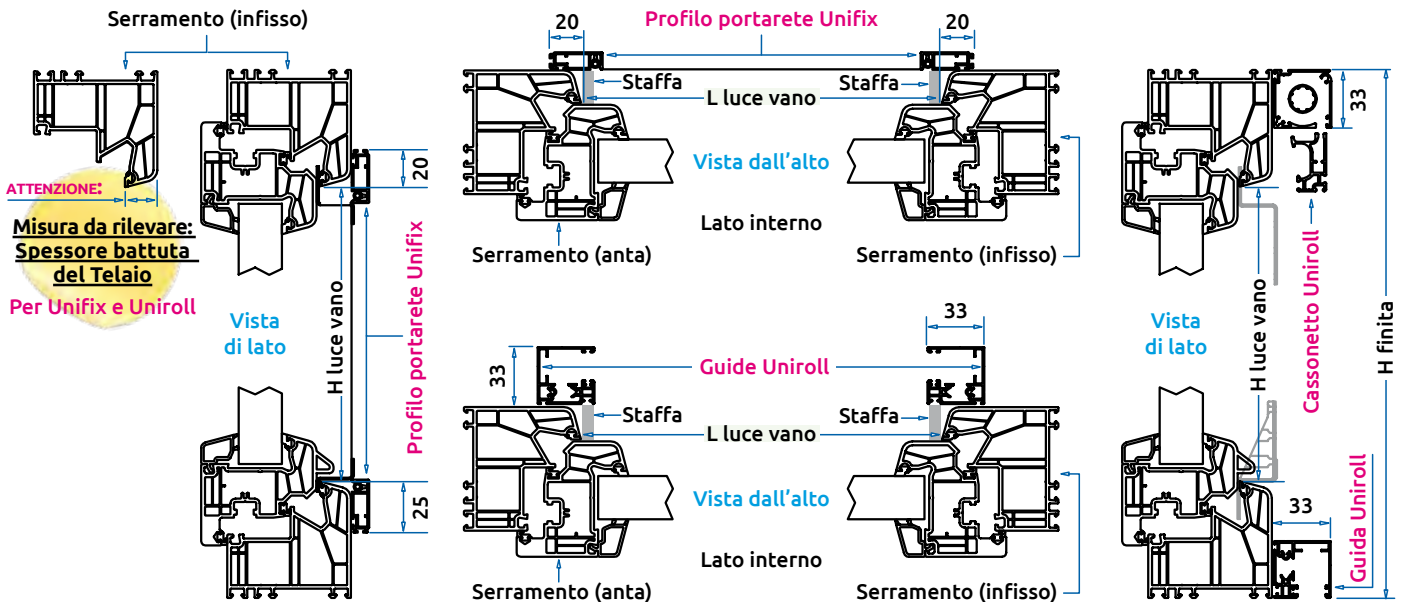 Serramento (infisso)
ATTENZIONE:
Misura da rilevare:
Spessore battuta
del Telaio
Per Unifix e Uniroll
Vista
di lato
H luce vano
20
25
Profilo portarete Unifix
20
Profilo portarete Unifix
20
Staffa
Staffa
L luce vano
Vista dall'alto
Lato interno
Serramento (anta)
Serramento (infisso)
33
33
Guide Uniroll
Staffa
Staffa
L luce vano
Vista dall'alto
Lato interno
Serramento (anta)
Serramento (infisso)
33
Vista
di lato
H luce vano
Cassonetto Uniroll
H finita
33
Guida Uniroll